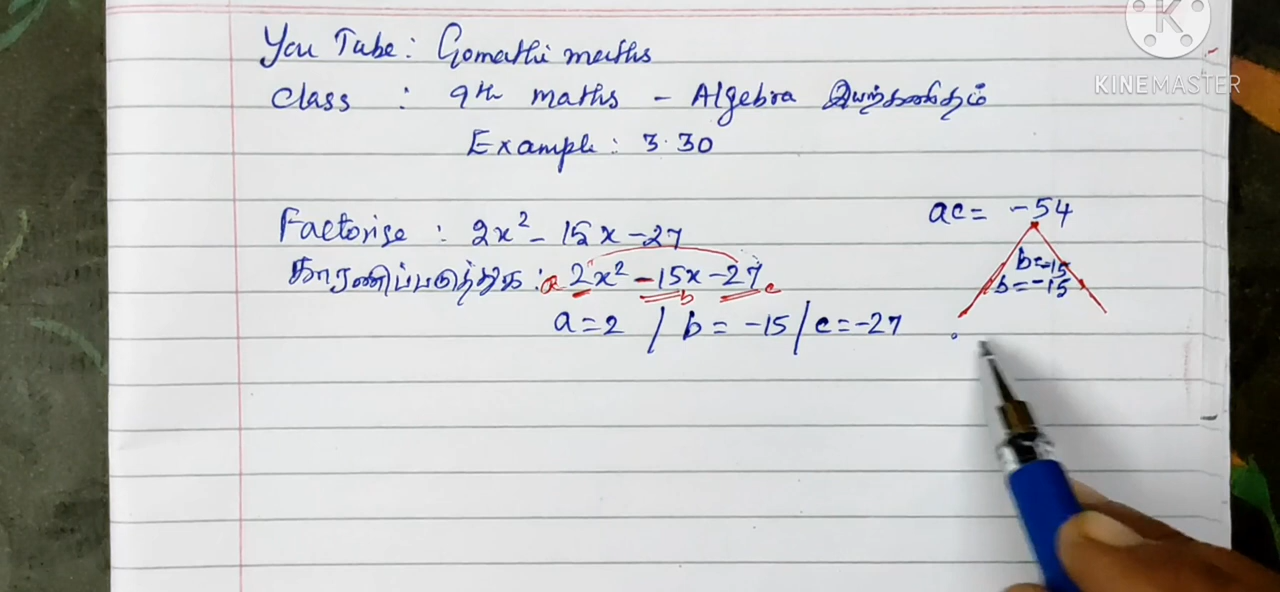 You Tube: Gomathi maths
Class : 9th maths - Algebra இயற்கணிதம்
Example: 3.30
Factorise : 2x² - 15x - 27
காரணிப்படுத்துக : a 2x² - 15x - 27 c
b
a = 2 / b = -15 / c = -27
ac = -54
b = -15
b = -15
K
KINEMASTER